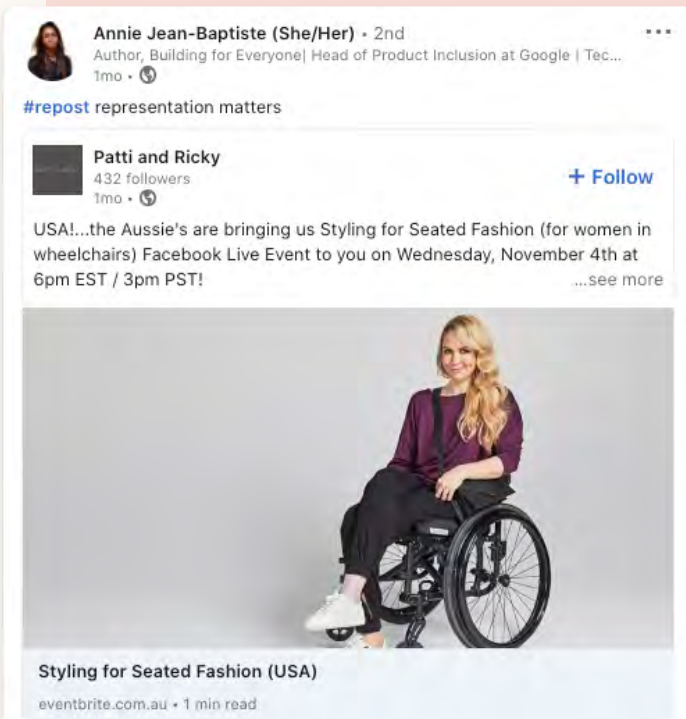 Annie Jean-Baptiste (She/Her) • 2nd
Author, Building for Everyone| Head of Product Inclusion at Google | Tec...
1mo •
#repost representation matters
Patti and Ricky
432 followers
1mo •
+ Follow
USA!...the Aussie's are bringing us Styling for Seated Fashion (for women in
wheelchairs) Facebook Live Event to you on Wednesday, November 4th at
6pm EST / 3pm PST!
...see more
Styling for Seated Fashion (USA)
eventbrite.com.au • 1 min read